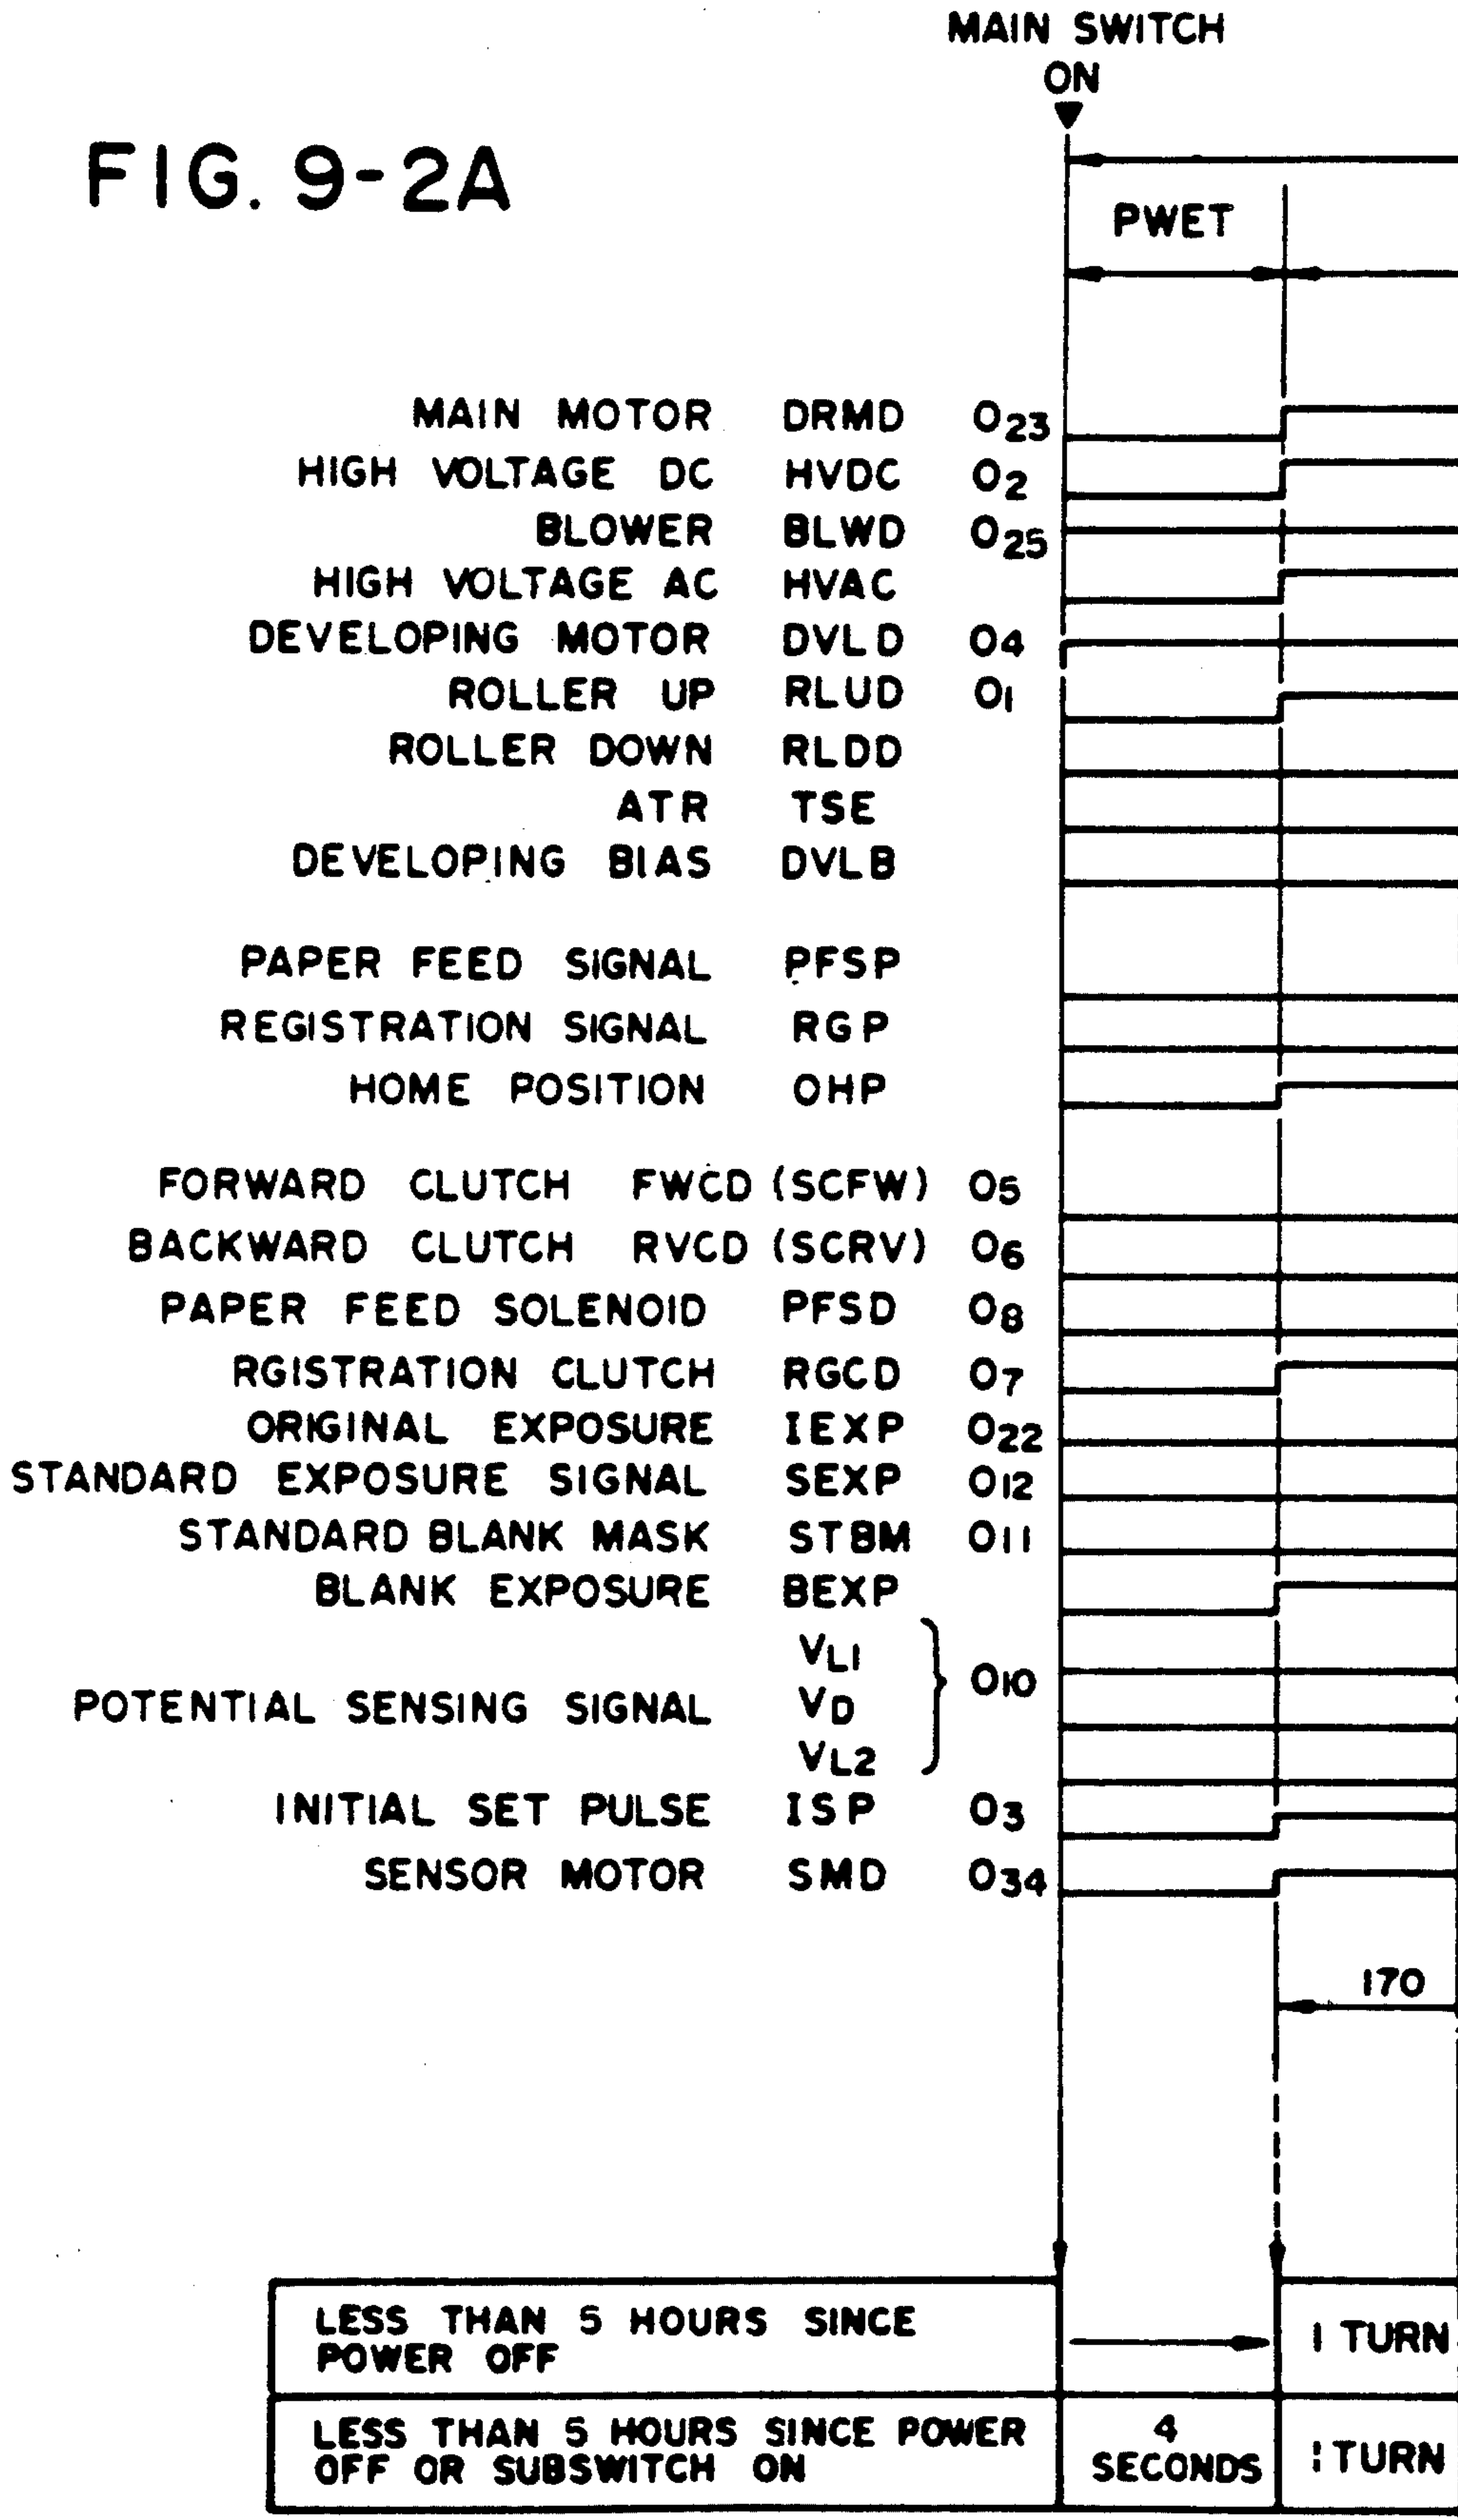 MAIN SWITCH
ON
FIG. 9-2A
PWET
MAIN MOTOR DRMD O23
HIGH VOLTAGE DC HVDC O2
BLOWER BLWD O25
HIGH VOLTAGE AC HVAC
DEVELOPING MOTOR DVLD O4
ROLLER UP RLUD O1
ROLLER DOWN RLDD
ATR TSE
DEVELOPING BIAS DVLB
PAPER FEED SIGNAL PFSP
REGISTRATION SIGNAL RGP
HOME POSITION OHP
FORWARD CLUTCH FWCD (SCFW) O5
BACKWARD CLUTCH RVCD (SCRV) O6
PAPER FEED SOLENOID PFSD O8
RGISTRATION CLUTCH RGCD O7
ORIGINAL EXPOSURE IEXP O22
STANDARD EXPOSURE SIGNAL SEXP O12
STANDARD BLANK MASK STBM O11
BLANK EXPOSURE BEXP
VL1
POTENTIAL SENSING SIGNAL VD O10
VL2
INITIAL SET PULSE ISP O3
SENSOR MOTOR SMD O34
170
LESS THAN 5 HOURS SINCE
POWER OFF
1 TURN
LESS THAN 5 HOURS SINCE POWER
OFF OR SUBSWITCH ON
4
SECONDS
1 TURN